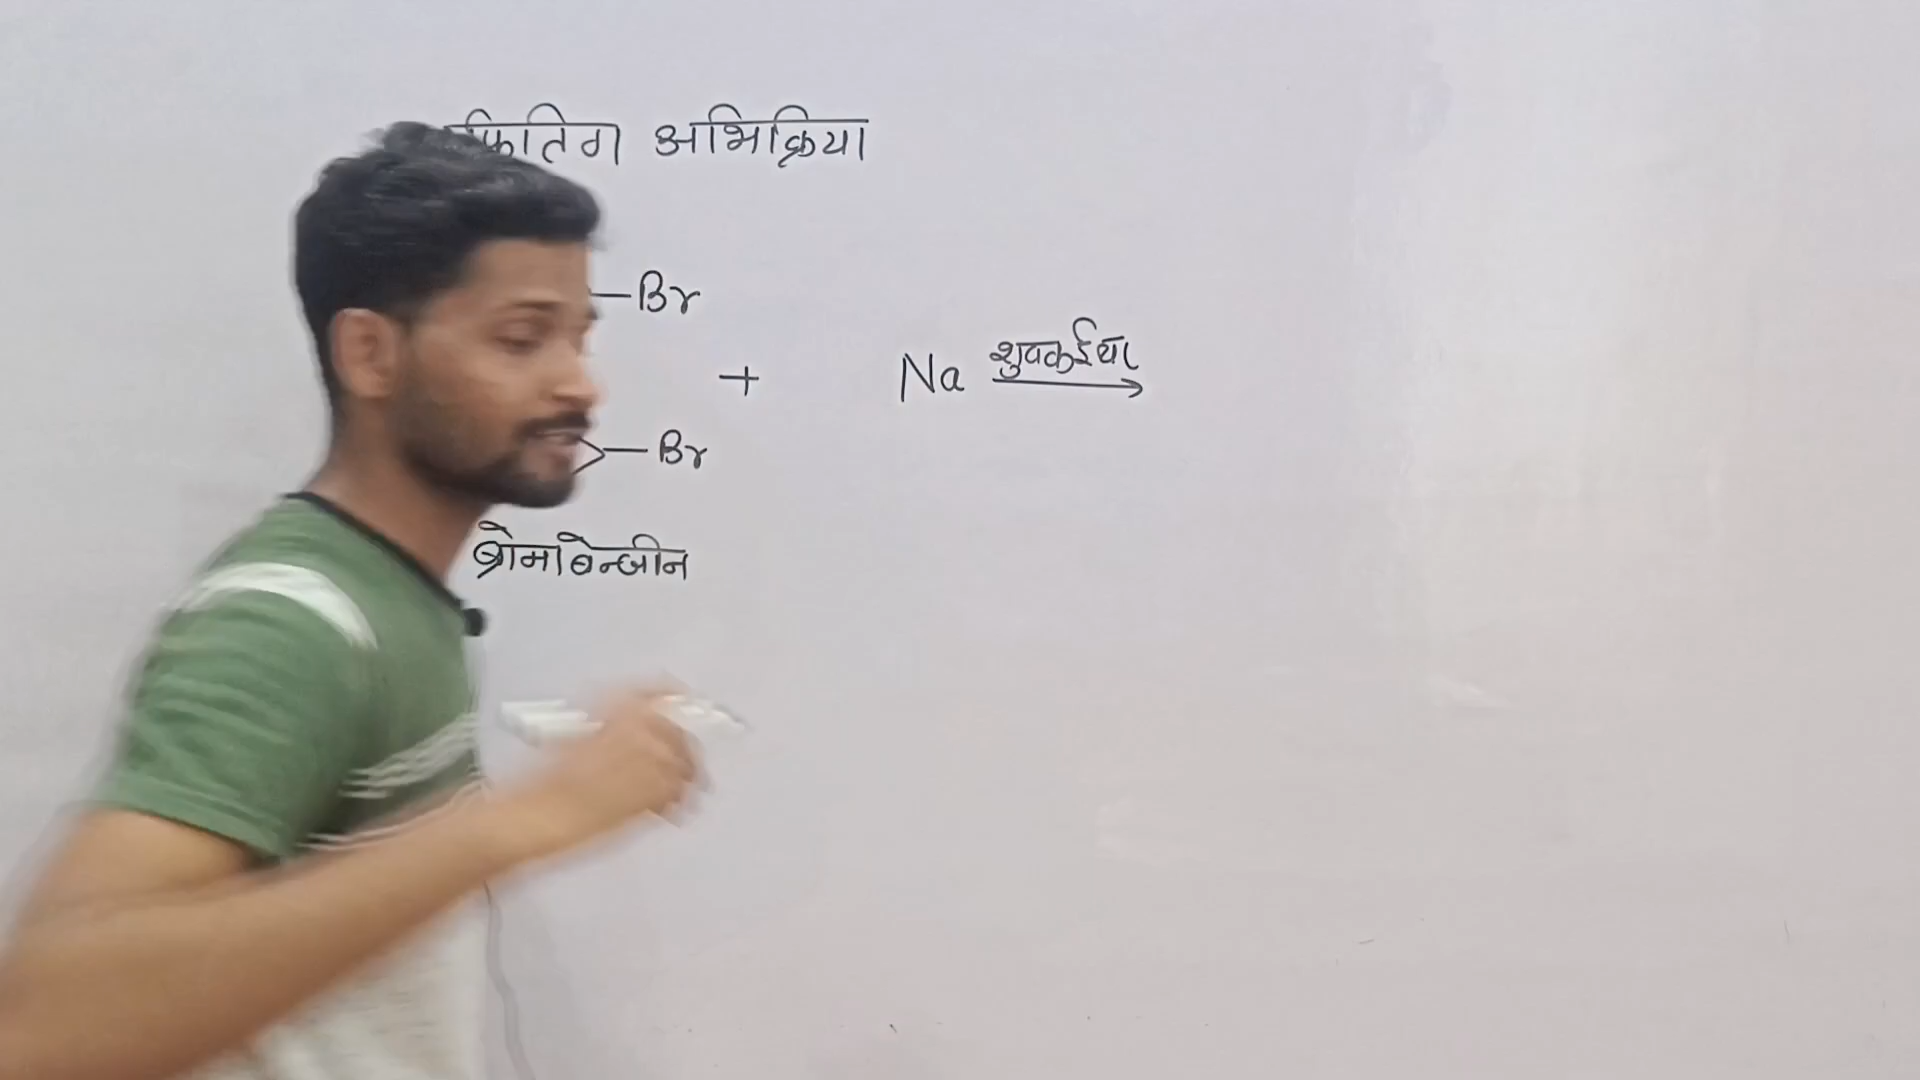 फितिग अभिक्रिया
—Br
+ Na शुष्कईथर →
—Br
ब्रोमोबेन्जीन